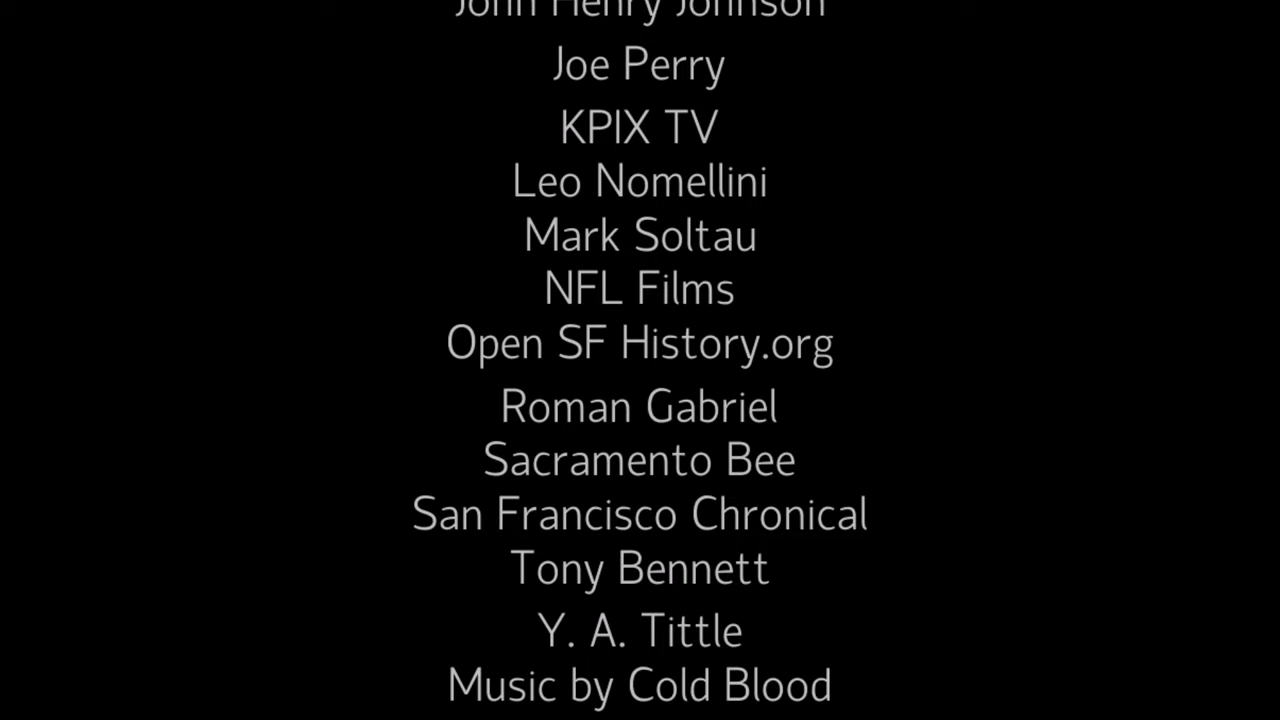 John Henry Johnson
Joe Perry
KPIX TV
Leo Nomellini
Mark Soltau
NFL Films
Open SF History.org
Roman Gabriel
Sacramento Bee
San Francisco Chronical
Tony Bennett
Y. A. Tittle
Music by Cold Blood